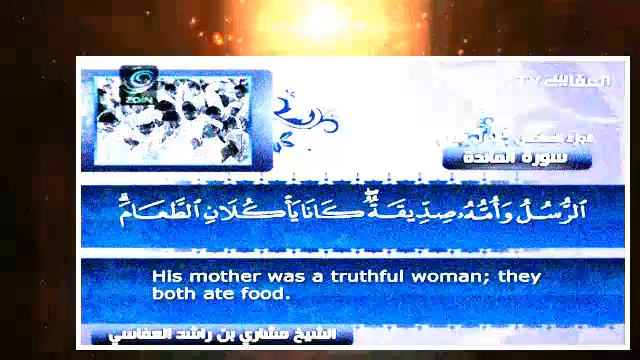 العفاسي TV
ZOIN
سورة المائدة
الرُّسُلُ وَأُمُّهُ صِدِّيقَةٌ ۖ كَانَا يَأْكُلَانِ الطَّعَامَ ۗ
His mother was a truthful woman; they
both ate food.
الشيخ مشاري بن راشد العفاسي